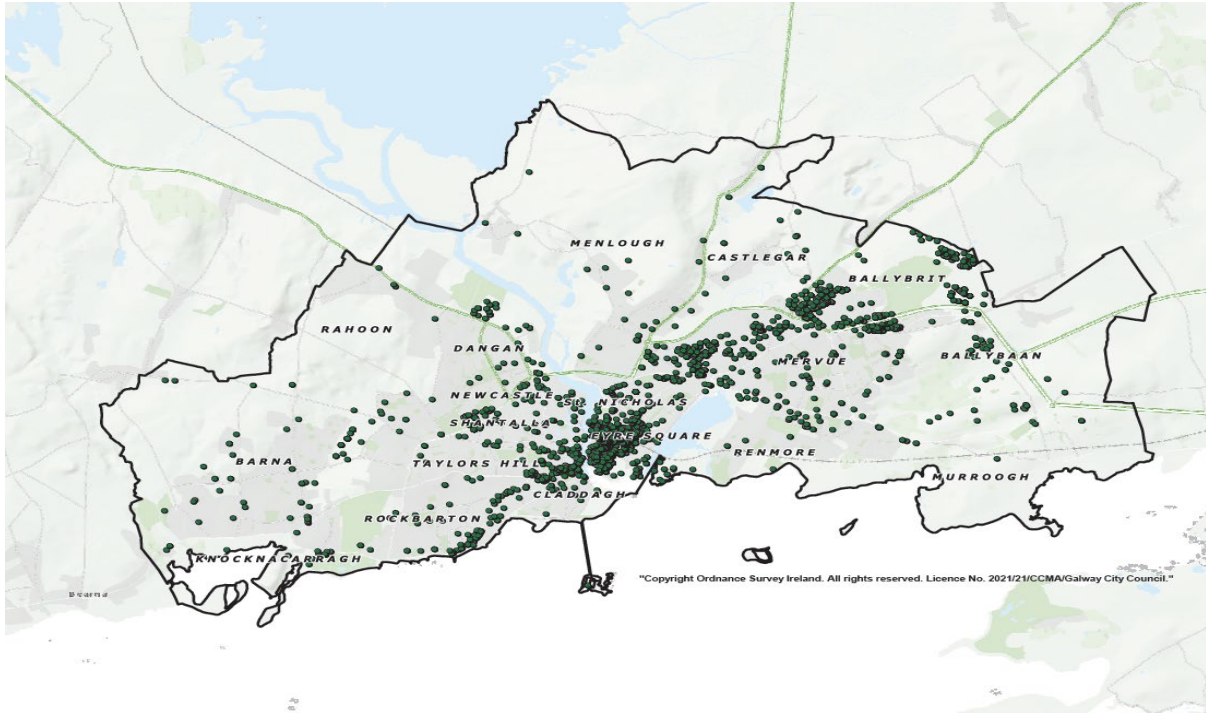 MENLOUGH
CASTLEGAR
BALLYBRIT
RAHOON
DANGAN
MERVUE
BALLYBAAN
NEWCASTLE
ST. NICHOLAS
SHANTALLA
EYRE SQUARE
RENMORE
BARNA
TAYLORS HILL
MURROOGH
CLADDAGH
ROCKBARTON
KNOCKNACARRAGH
"Copyright Ordnance Survey Ireland. All rights reserved. Licence No. 2021/21/CCMA/Galway City Council."
Bearna